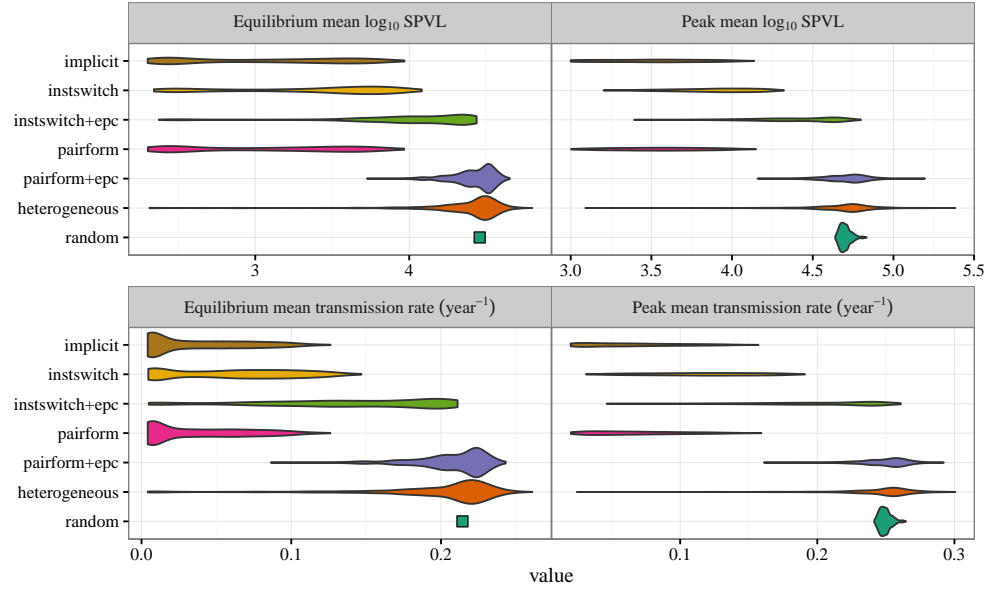 Equilibrium mean log10 SPVL
Peak mean log10 SPVL
implicit
instswitch
instswitch+epc
pairform
pairform+epc
heterogeneous
random
3 4
3.0 3.5 4.0 4.5 5.0 5.5
Equilibrium mean transmission rate (year−1)
Peak mean transmission rate (year−1)
implicit
instswitch
instswitch+epc
pairform
pairform+epc
heterogeneous
random
0.0 0.1 0.2
0.1 0.2 0.3
value